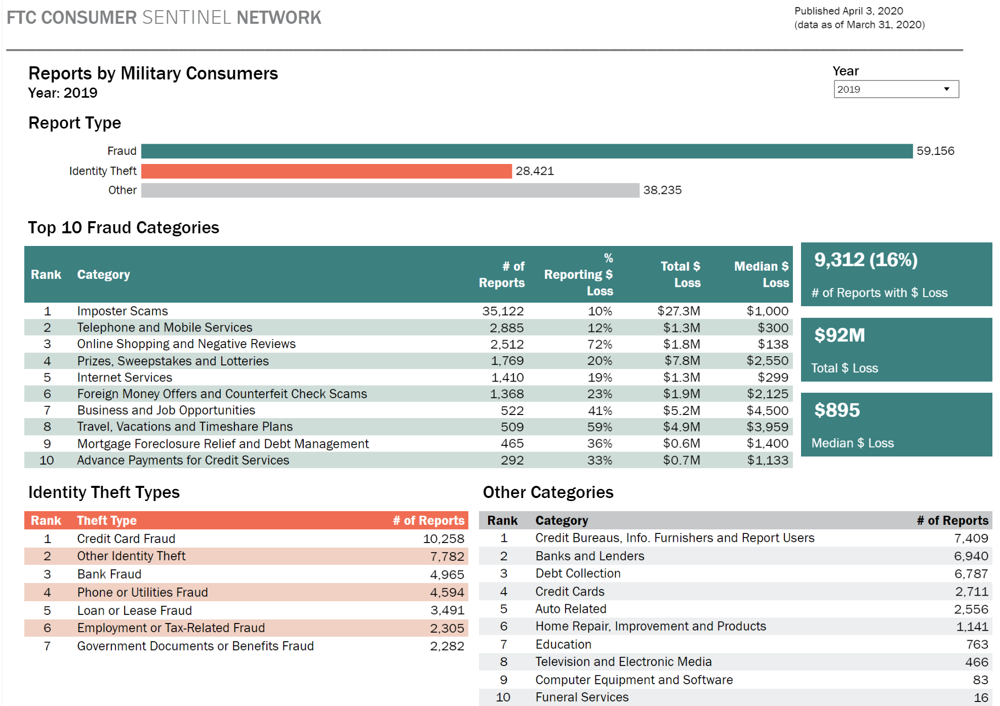 FTC CONSUMER SENTINEL NETWORK
Published April 3, 2020
(data as of March 31, 2020)
Reports by Military Consumers
Year: 2019
Year
2019
Report Type
Fraud 59,156
Identity Theft 28,421
Other 38,235
Top 10 Fraud Categories
Rank Category # of Reports % Reporting $ Loss Total $ Loss Median $ Loss
1 Imposter Scams 35,122 10% $27.3M $1,000
2 Telephone and Mobile Services 2,885 12% $1.3M $300
3 Online Shopping and Negative Reviews 2,512 72% $1.8M $138
4 Prizes, Sweepstakes and Lotteries 1,769 20% $7.8M $2,550
5 Internet Services 1,410 19% $1.3M $299
6 Foreign Money Offers and Counterfeit Check Scams 1,368 23% $1.9M $2,125
7 Business and Job Opportunities 522 41% $5.2M $4,500
8 Travel, Vacations and Timeshare Plans 509 59% $4.9M $3,959
9 Mortgage Foreclosure Relief and Debt Management 465 36% $0.6M $1,400
10 Advance Payments for Credit Services 292 33% $0.7M $1,133
9,312 (16%)
# of Reports with $ Loss
$92M
Total $ Loss
$895
Median $ Loss
Identity Theft Types
Rank Theft Type # of Reports
1 Credit Card Fraud 10,258
2 Other Identity Theft 7,782
3 Bank Fraud 4,965
4 Phone or Utilities Fraud 4,594
5 Loan or Lease Fraud 3,491
6 Employment or Tax-Related Fraud 2,305
7 Government Documents or Benefits Fraud 2,282
Other Categories
Rank Category # of Reports
1 Credit Bureaus, Info. Furnishers and Report Users 7,409
2 Banks and Lenders 6,940
3 Debt Collection 6,787
4 Credit Cards 2,711
5 Auto Related 2,556
6 Home Repair, Improvement and Products 1,141
7 Education 763
8 Television and Electronic Media 466
9 Computer Equipment and Software 83
10 Funeral Services 16